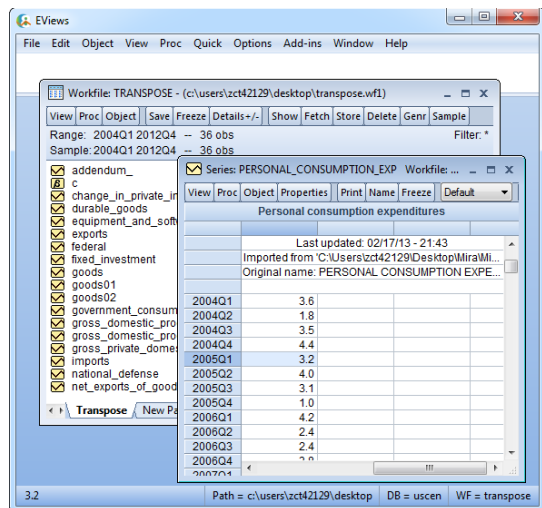 EViews
File Edit Object View Proc Quick Options Add-ins Window Help
Workfile: TRANSPOSE - (c:\users\zct42129\desktop\transpose.wf1)
View Proc Object Save Freeze Details+/- Show Fetch Store Delete Genr Sample
Range: 2004Q1 2012Q4 -- 36 obs Filter: *
Sample: 2004Q1 2012Q4 -- 36 obs
addendum_
β c
change_in_private_in
durable_goods
equipment_and_soft
exports
federal
fixed_investment
goods
goods01
goods02
government_consum
gross_domestic_pro
gross_domestic_pro
gross_private_domes
imports
national_defense
net_exports_of_good
Transpose New Pa
Series: PERSONAL_CONSUMPTION_EXP Workfile: ...
View Proc Object Properties Print Name Freeze Default
Personal consumption expenditures
Last updated: 02/17/13 - 21:43
Imported from 'C:\Users\zct42129\Desktop\Mira\Mi...
Original name: PERSONAL CONSUMPTION EXPE...
2004Q1 3.6
2004Q2 1.8
2004Q3 3.5
2004Q4 4.4
2005Q1 3.2
2005Q2 4.0
2005Q3 3.1
2005Q4 1.0
2006Q1 4.2
2006Q2 2.4
2006Q3 2.4
2006Q4
2007Q1
3.2 Path = c:\users\zct42129\desktop DB = uscen WF = transpose